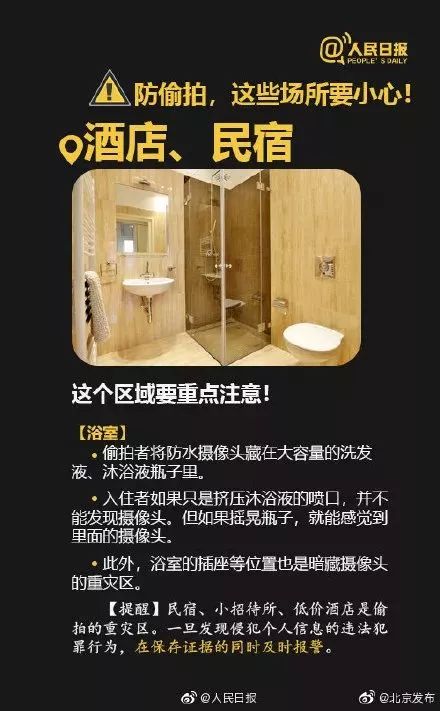 @人民日报
PEOPLE'S DAILY
防偷拍，这些场所要小心！
酒店、民宿
这个区域要重点注意！
【浴室】
•偷拍者将防水摄像头藏在大容量的洗发
液、沐浴液瓶子里。
•入住者如果只是挤压沐浴液的喷口，并不
能发现摄像头。但如果摇晃瓶子，就能感觉到
里面的摄像头。
•此外，浴室的插座等位置也是暗藏摄像头
的重灾区。
【提醒】民宿、小招待所、低价酒店是偷
拍的重灾区。一旦发现侵犯个人信息的违法犯
罪行为，在保存证据的同时及时报警。
@人民日报
@北京发布